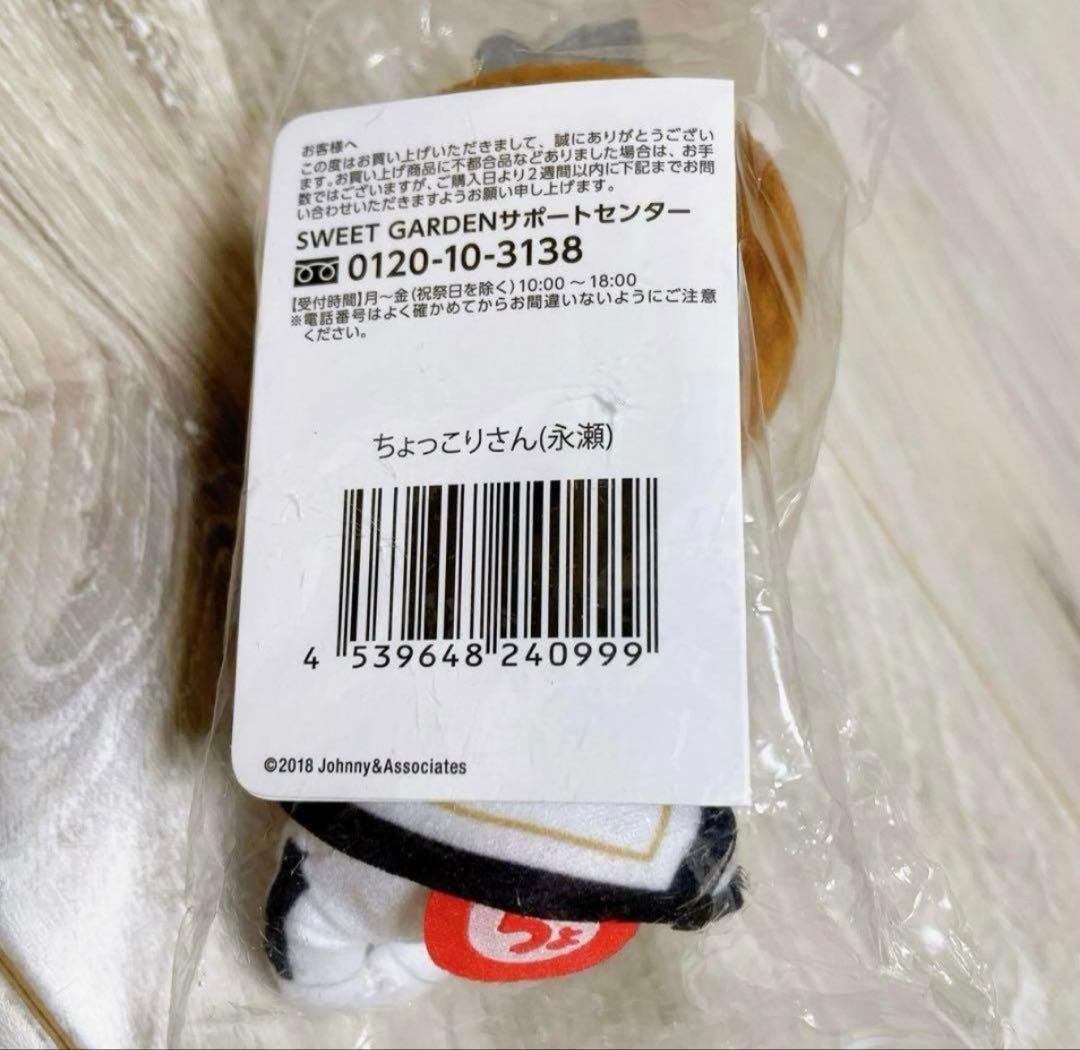 お客様へ
この度はお買い上げいただきまして、誠にありがとうござい
ます。お買い上げ商品に不都合品などありました場合は、お手
数ではございますが、ご購入日より2週間以内に下記までお問
い合わせいただきますようお願い申し上げます。
SWEET GARDENサポートセンター
0120-10-3138
【受付時間】月〜金(祝祭日を除く)10:00〜18:00
※電話番号はよく確かめてからお間違いないようにご注意
ください。
ちょっこりさん(永瀬)
4 539648 240999
©2018 Johnny&Associates
ちょ